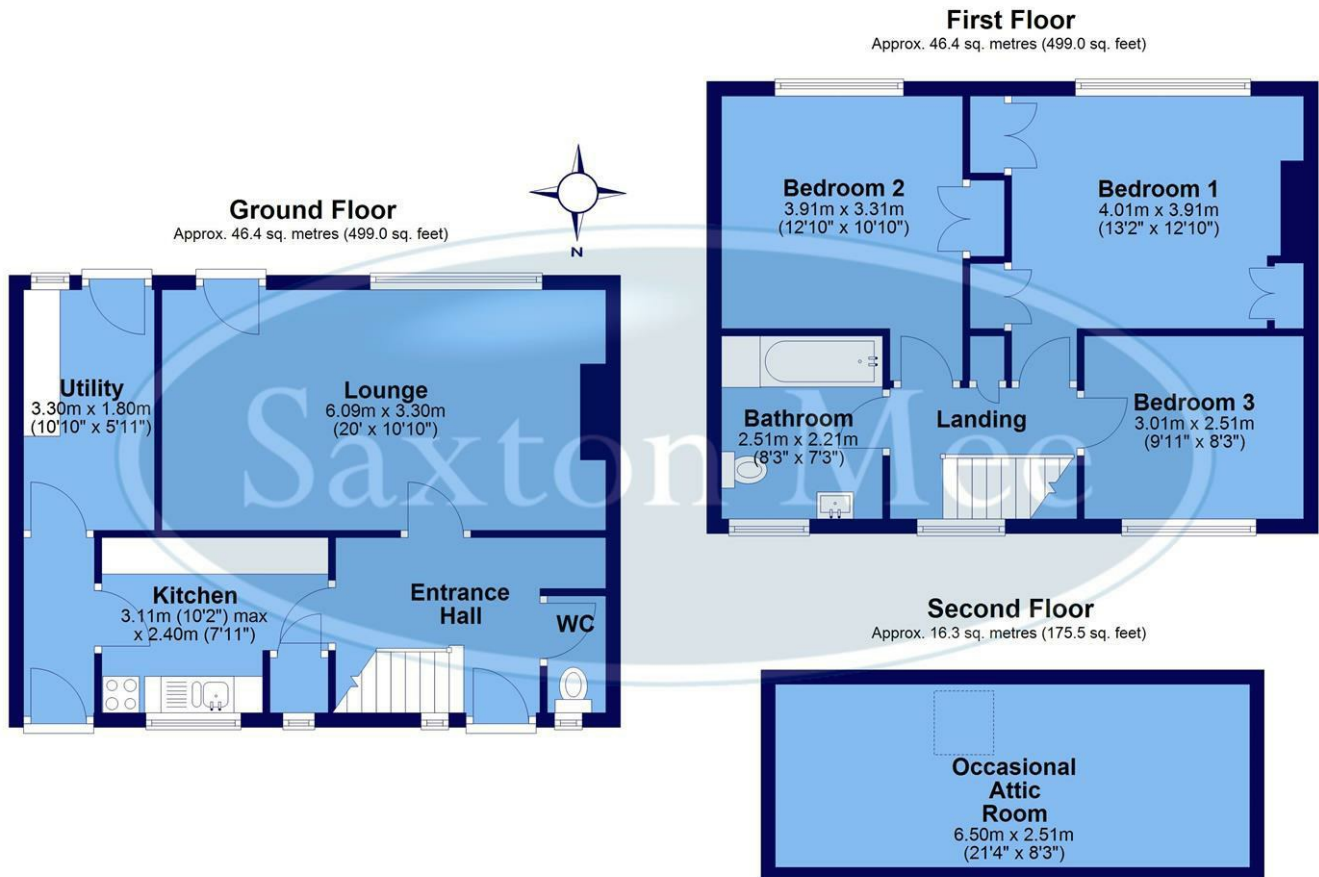 First Floor
Approx. 46.4 sq. metres (499.0 sq. feet)
Bedroom 2
3.91m x 3.31m
(12'10" x 10'10")
Bedroom 1
4.01m x 3.91m
(13'2" x 12'10")
Bathroom
2.51m x 2.21m
(8'3" x 7'3")
Landing
Bedroom 3
3.01m x 2.51m
(9'11" x 8'3")
N
Ground Floor
Approx. 46.4 sq. metres (499.0 sq. feet)
Utility
3.30m x 1.80m
(10'10" x 5'11")
Lounge
6.09m x 3.30m
(20' x 10'10")
Saxton Mee
Kitchen
3.11m (10'2") max
x 2.40m (7'11")
Entrance
Hall
WC
Second Floor
Approx. 16.3 sq. metres (175.5 sq. feet)
Occasional
Attic
Room
6.50m x 2.51m
(21'4" x 8'3")